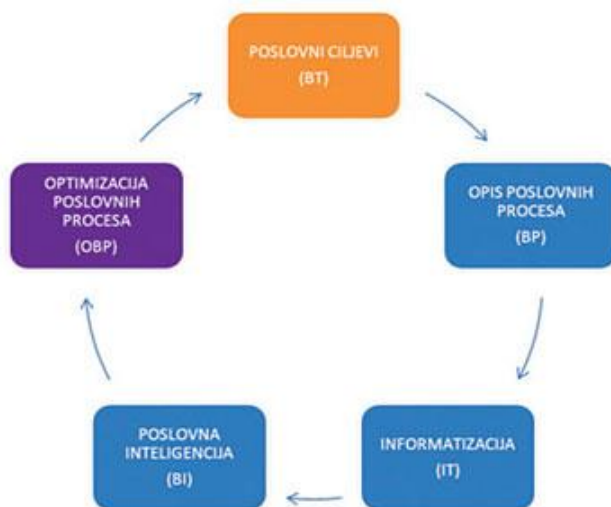 POSLOVNI CILJEVI
(BT)
OPIS POSLOVNIH
PROCESA
(BP)
INFORMATIZACIJA
(IT)
POSLOVNA
INTELIGENCIJA
(BI)
OPTIMIZACIJA
POSLOVNIH
PROCESA
(OBP)